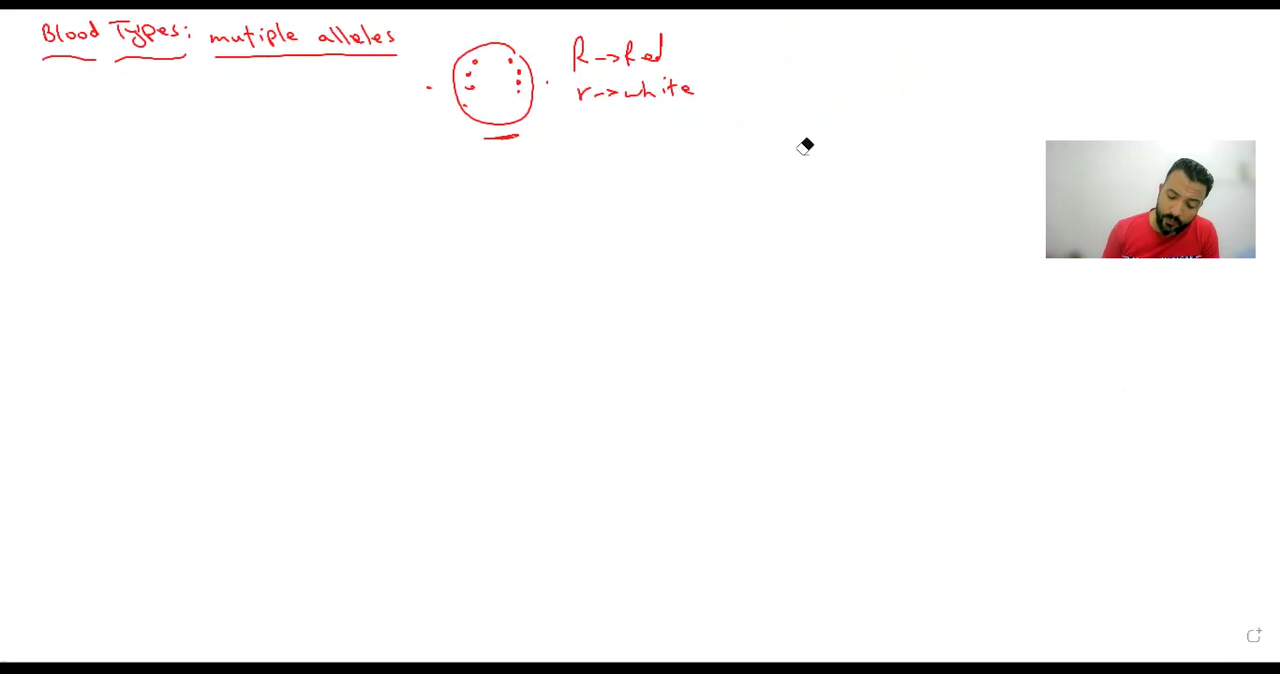 Blood Types: mutiple alleles
R → Red
r → white